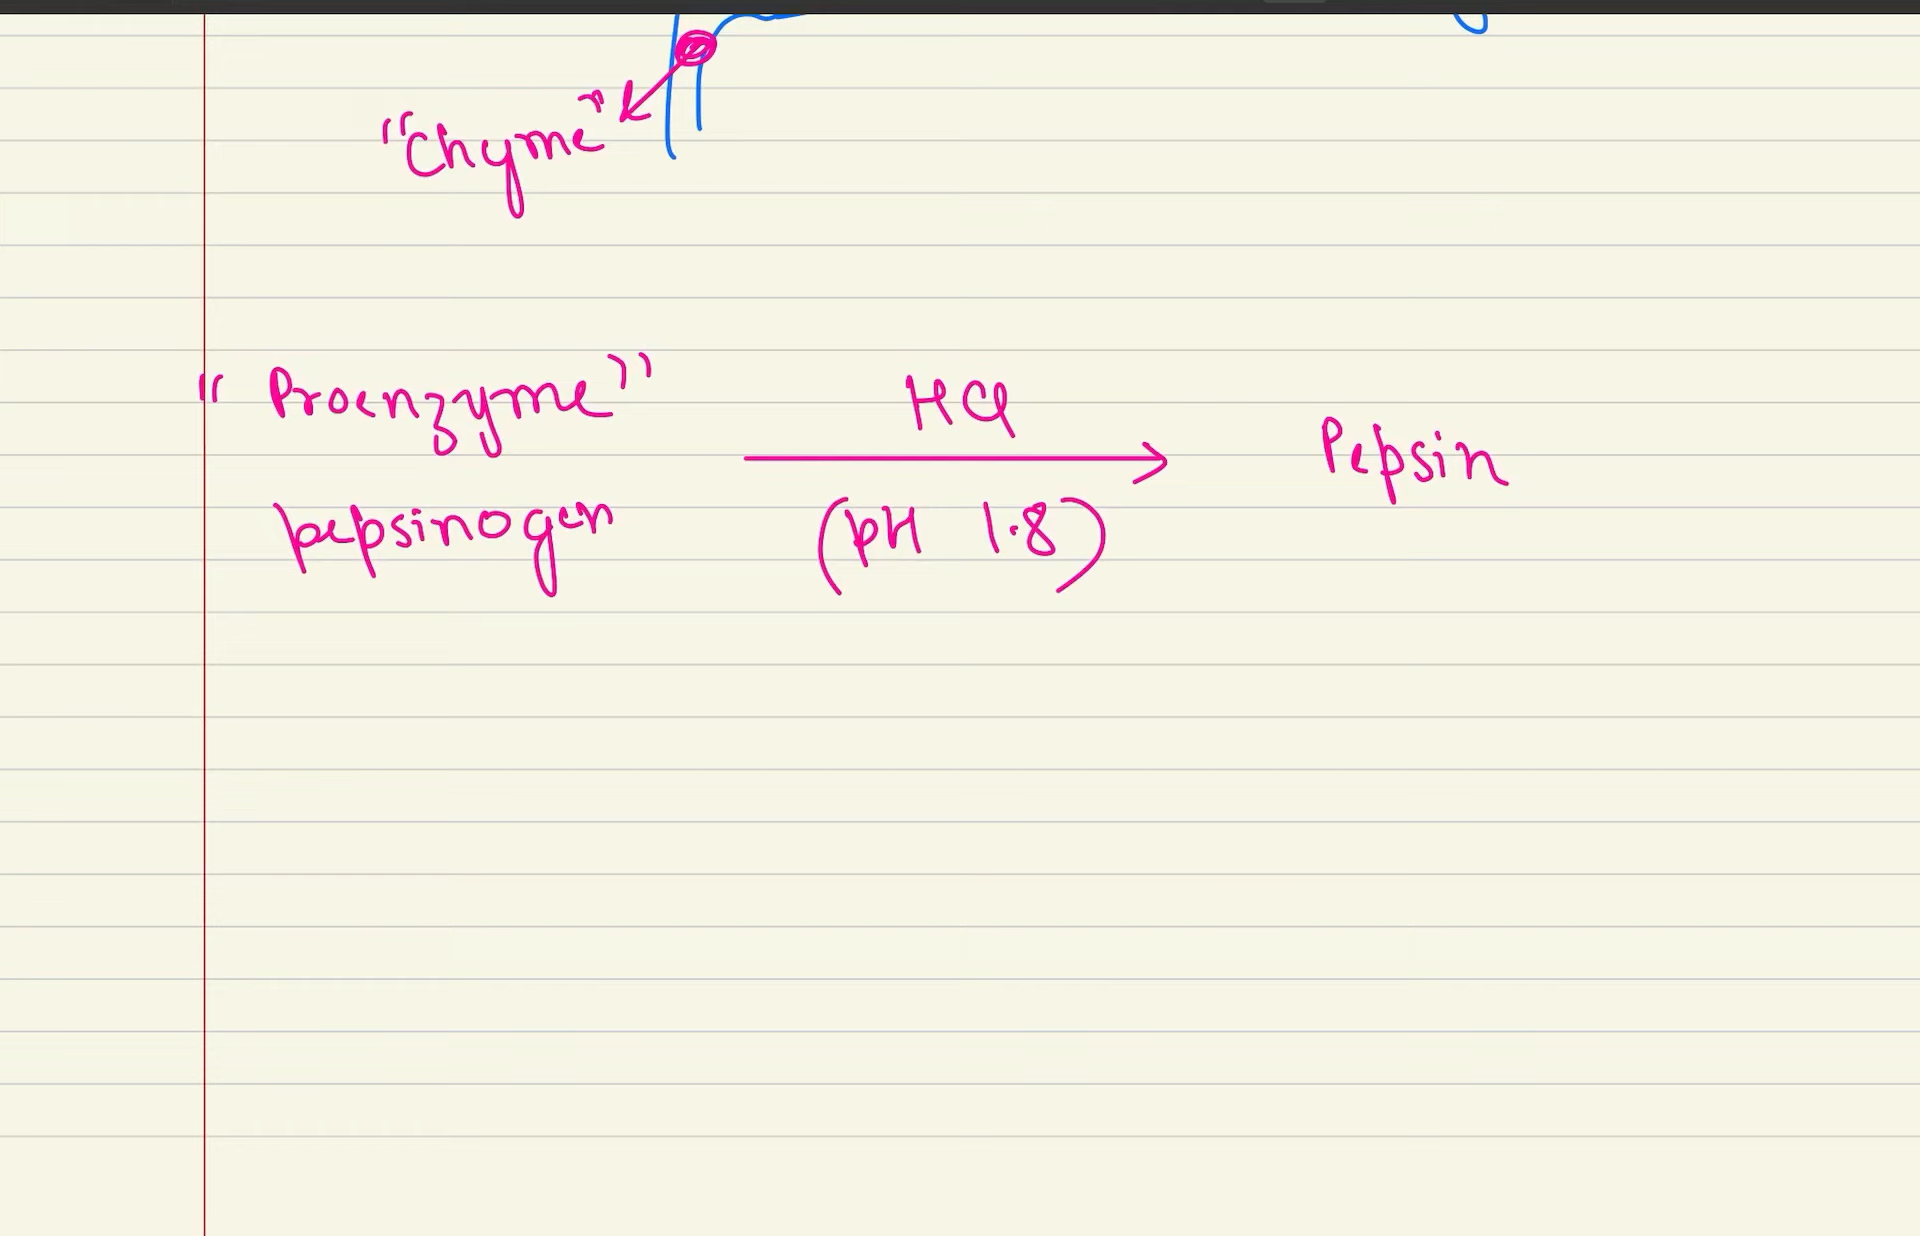 "Chyme"
"Proenzyme"
pepsinogen
HCl
(pH 1.8)
Pepsin